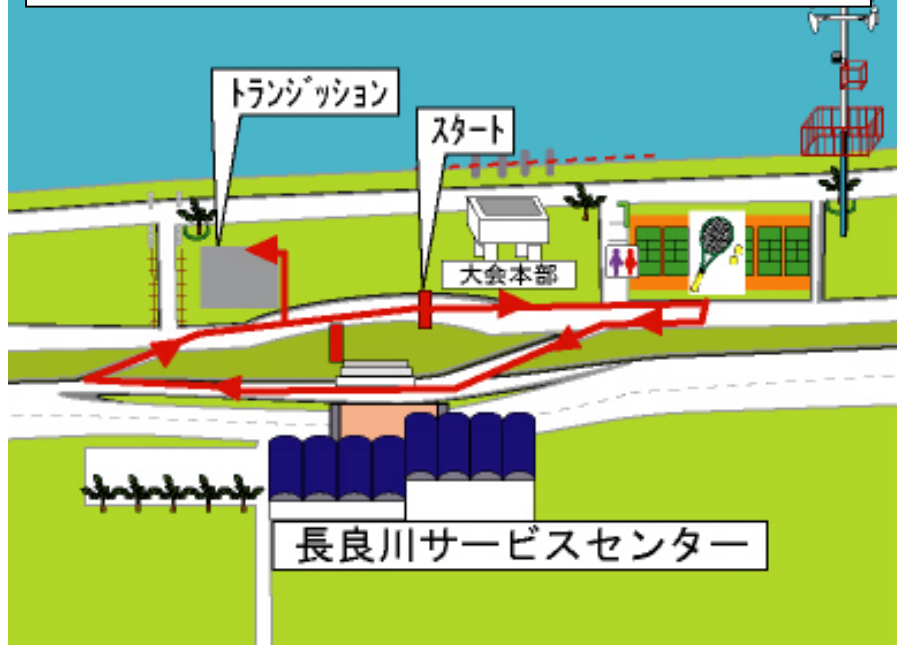 トランジッション
スタート
大会本部
長良川サービスセンター